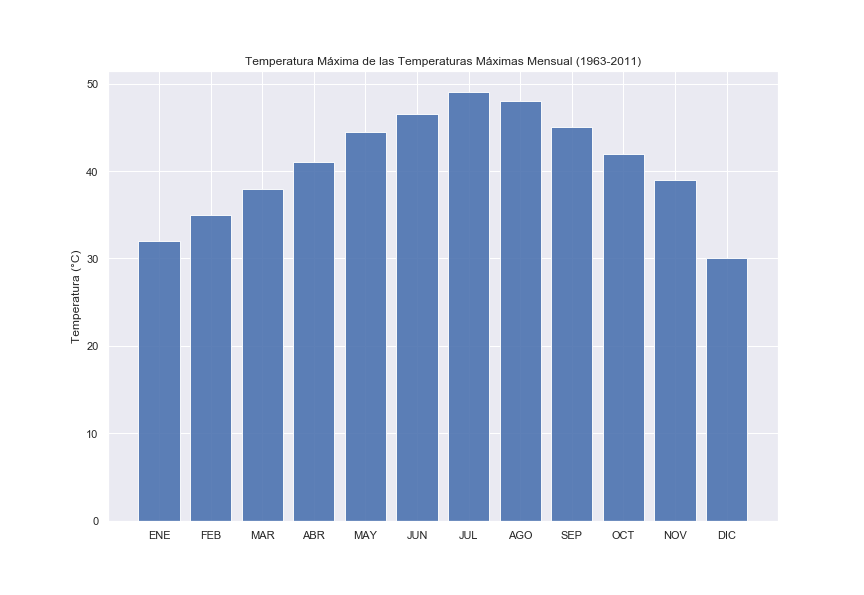 Temperatura Máxima de las Temperaturas Máximas Mensual (1963-2011)
Temperatura (°C)
50
40
30
20
10
0
ENE FEB MAR ABR MAY JUN JUL AGO SEP OCT NOV DIC